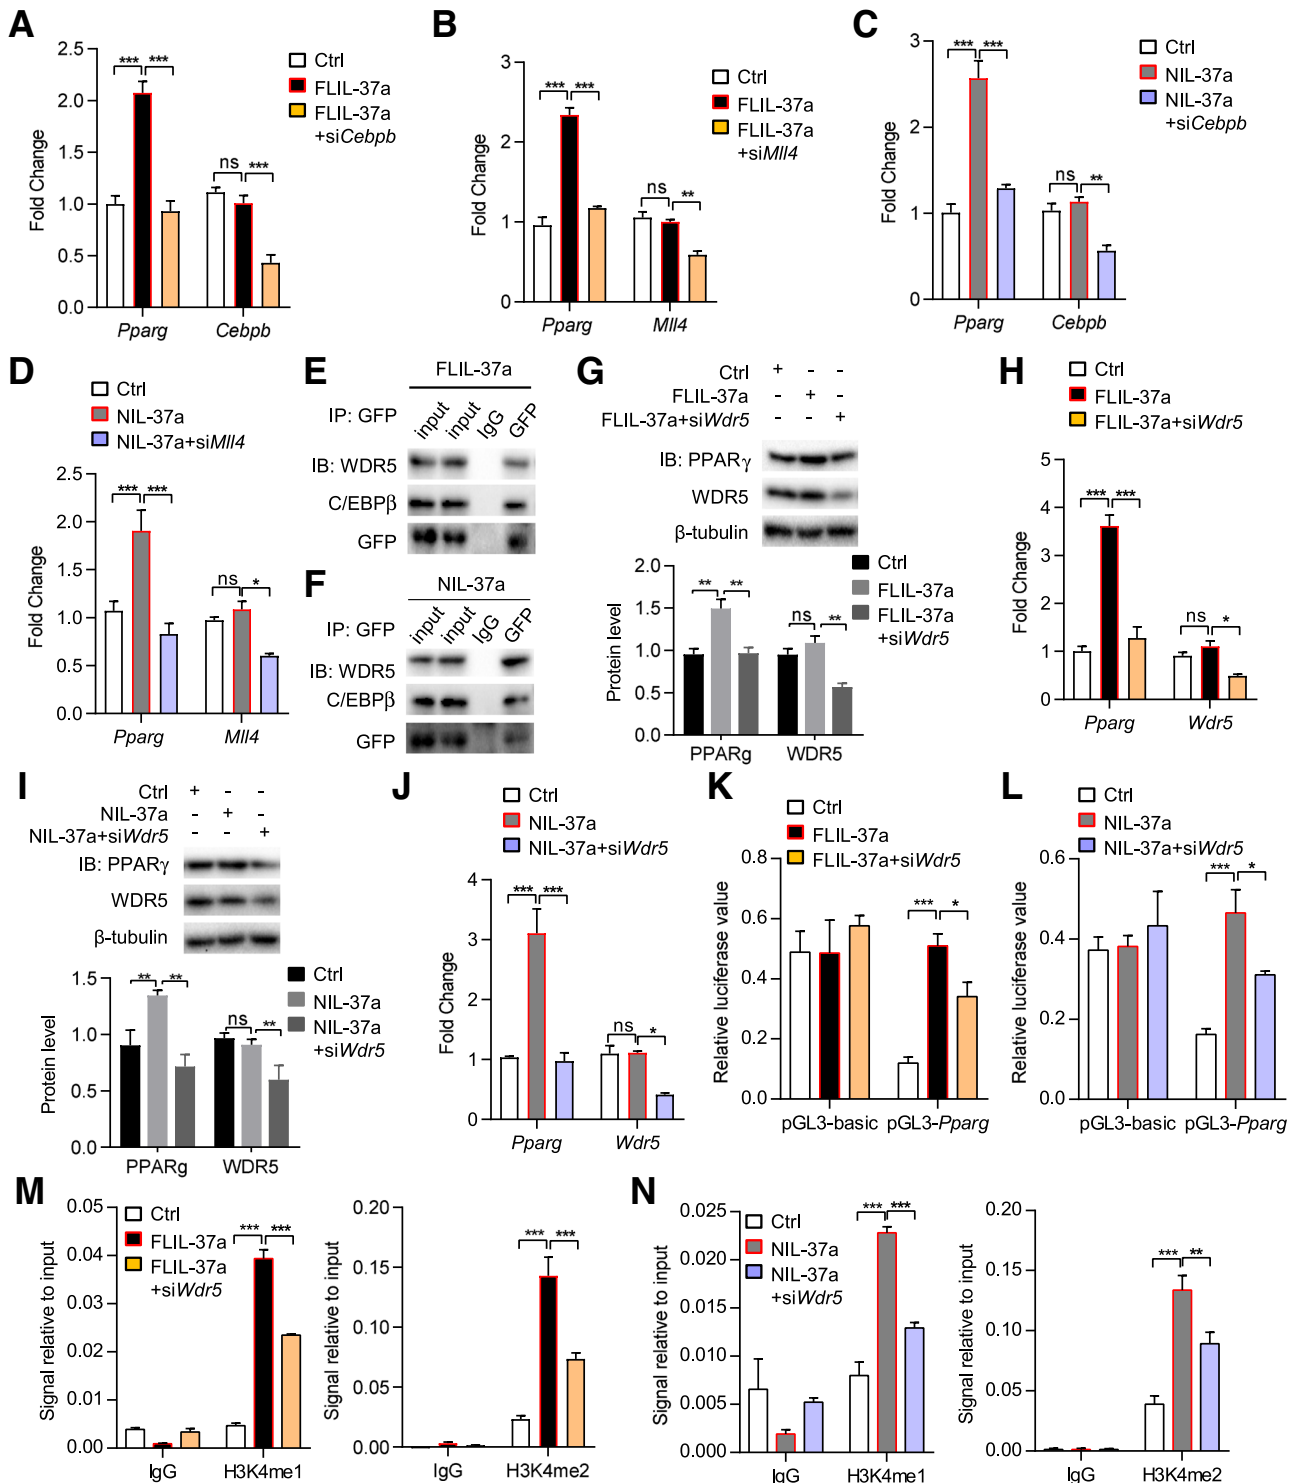 A
2.5
2.0
1.5
1.0
0.5
0.0
Fold Change
*** ***
ns ***
Pparg Cebpb
Ctrl
FLIL-37a
FLIL-37a
+siCebpb
B
3
2
1
0
Fold Change
*** ***
ns **
Pparg Mll4
Ctrl
FLIL-37a
FLIL-37a
+siMll4
C
3
2
1
0
Fold Change
*** ***
ns **
Pparg Cebpb
Ctrl
NIL-37a
NIL-37a
+siCebpb
D
Ctrl
NIL-37a
NIL-37a+siMll4
2.5
2.0
1.5
1.0
0.5
0.0
Fold Change
*** ***
ns *
Pparg Mll4
E
FLIL-37a
IP: GFP
input input IgG GFP
IB: WDR5
C/EBPβ
GFP
F
NIL-37a
IP: GFP
input input IgG GFP
IB: WDR5
C/EBPβ
GFP
G
Ctrl + – –
FLIL-37a – + –
FLIL-37a+siWdr5 – – +
IB: PPARγ
WDR5
β-tubulin
2.0
1.5
1.0
0.5
0.0
Protein level
** **
ns **
PPARg WDR5
Ctrl
FLIL-37a
FLIL-37a
+siWdr5
H
Ctrl
FLIL-37a
FLIL-37a+siWdr5
5
4
3
2
1
0
Fold Change
*** ***
ns *
Pparg Wdr5
I
Ctrl + – –
NIL-37a – + –
NIL-37a+siWdr5 – – +
IB: PPARγ
WDR5
β-tubulin
1.5
1.0
0.5
0.0
Protein level
** **
ns **
PPARg WDR5
Ctrl
NIL-37a
NIL-37a
+siWdr5
J
Ctrl
NIL-37a
NIL-37a+siWdr5
4
3
2
1
0
Fold Change
*** ***
ns *
Pparg Wdr5
K
Ctrl
FLIL-37a
FLIL-37a+siWdr5
0.8
0.6
0.4
0.2
0.0
Relative luciferase value
*** *
pGL3-basic pGL3-Pparg
L
Ctrl
NIL-37a
NIL-37a+siWdr5
0.6
0.4
0.2
0.0
Relative luciferase value
*** *
pGL3-basic pGL3-Pparg
M
0.05
0.04
0.03
0.02
0.01
0.00
Signal relative to input
Ctrl
FLIL-37a
FLIL-37a
+siWdr5
*** ***
IgG H3K4me1
0.20
0.15
0.10
0.05
0.00
Signal relative to input
*** ***
IgG H3K4me2
N
0.025
0.020
0.015
0.010
0.005
0.000
Signal relative to input
Ctrl
NIL-37a
NIL-37a
+siWdr5
*** ***
IgG H3K4me1
0.20
0.15
0.10
0.05
0.00
Signal relative to input
*** **
IgG H3K4me2